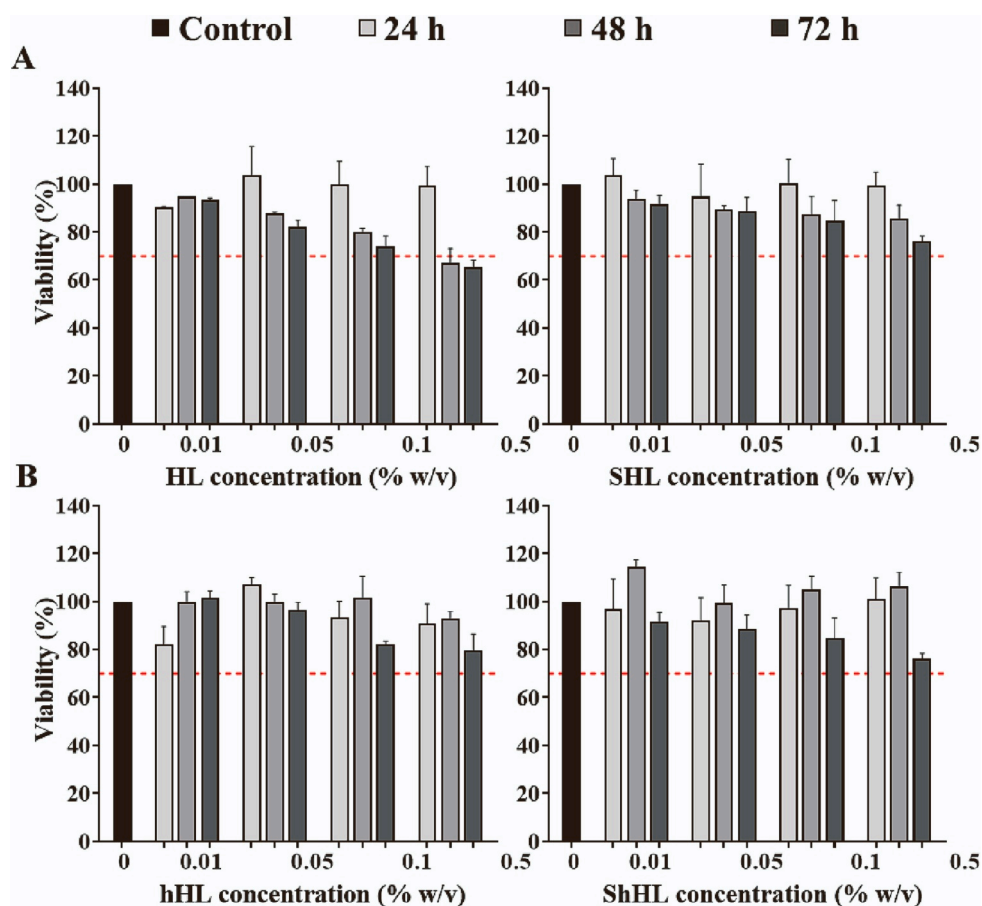 Control 24 h 48 h 72 h
A
140 140
120 120
100 100
80 80
60 60
40 40
20 20
0 0
Viability (%)
0 0.01 0.05 0.1 0.5 0 0.01 0.05 0.1 0.5
HL concentration (% w/v) SHL concentration (% w/v)
B
140 140
120 120
100 100
80 80
60 60
40 40
20 20
0 0
Viability (%)
0 0.01 0.05 0.1 0.5 0 0.01 0.05 0.1 0.5
hHL concentration (% w/v) ShHL concentration (% w/v)